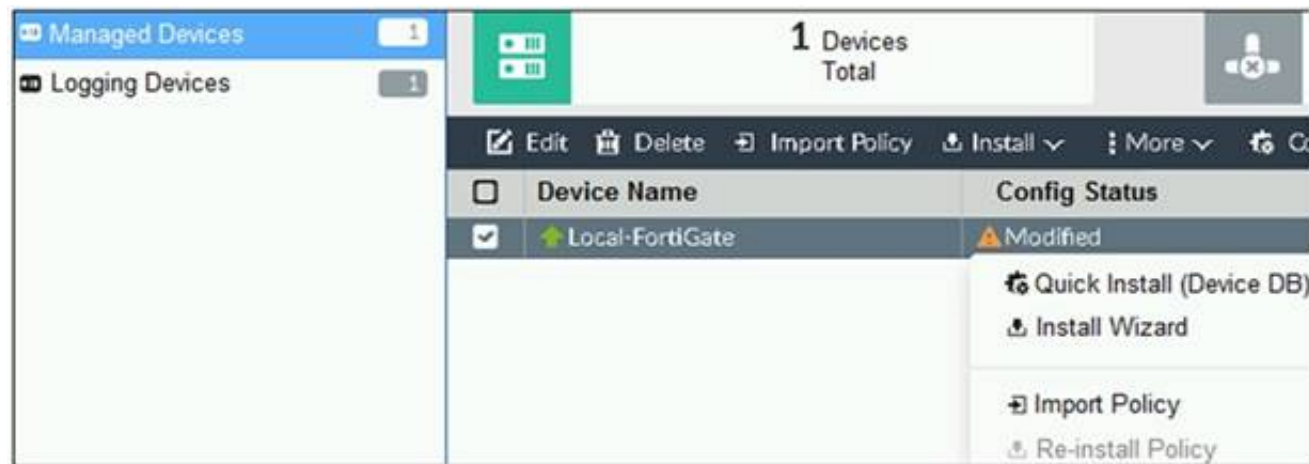 Managed Devices 1
Logging Devices 1
1 Devices
Total
Edit Delete Import Policy Install More
Device Name Config Status
Local-FortiGate Modified
Quick Install (Device DB)
Install Wizard
Import Policy
Re-install Policy